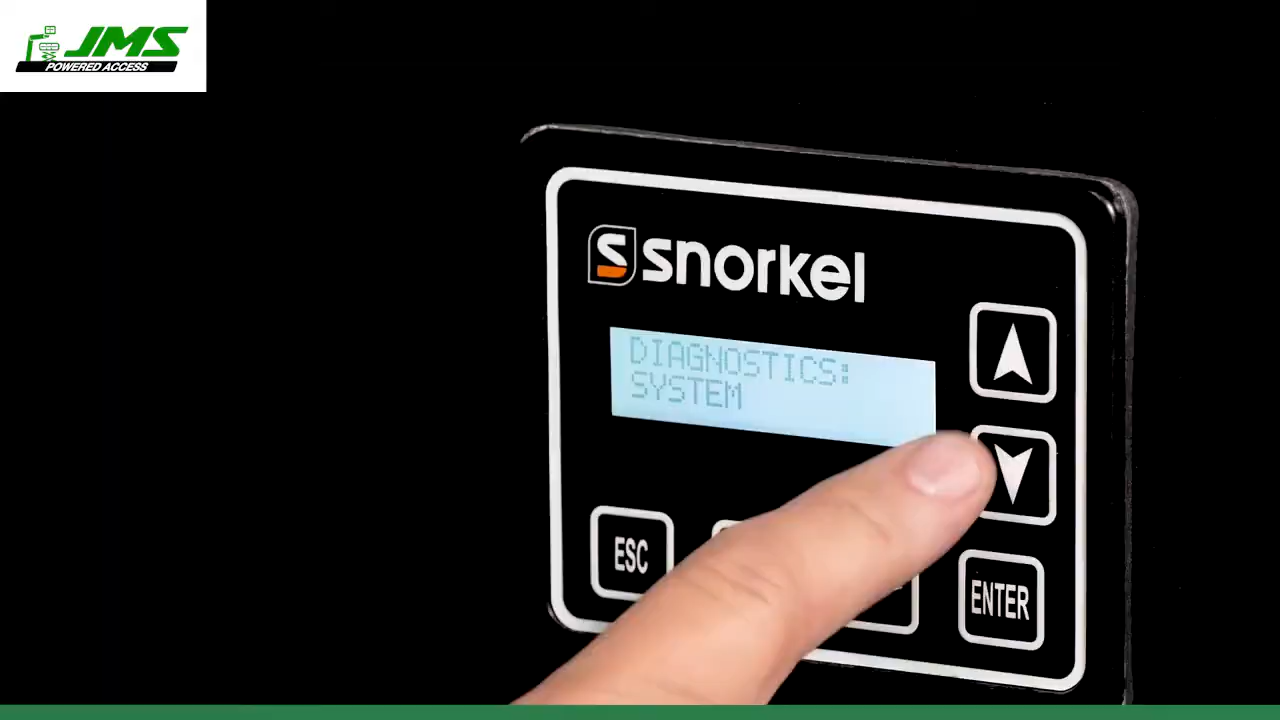 JMS
POWERED ACCESS
S snorkel
DIAGNOSTICS:
SYSTEM
ESC
ENTER